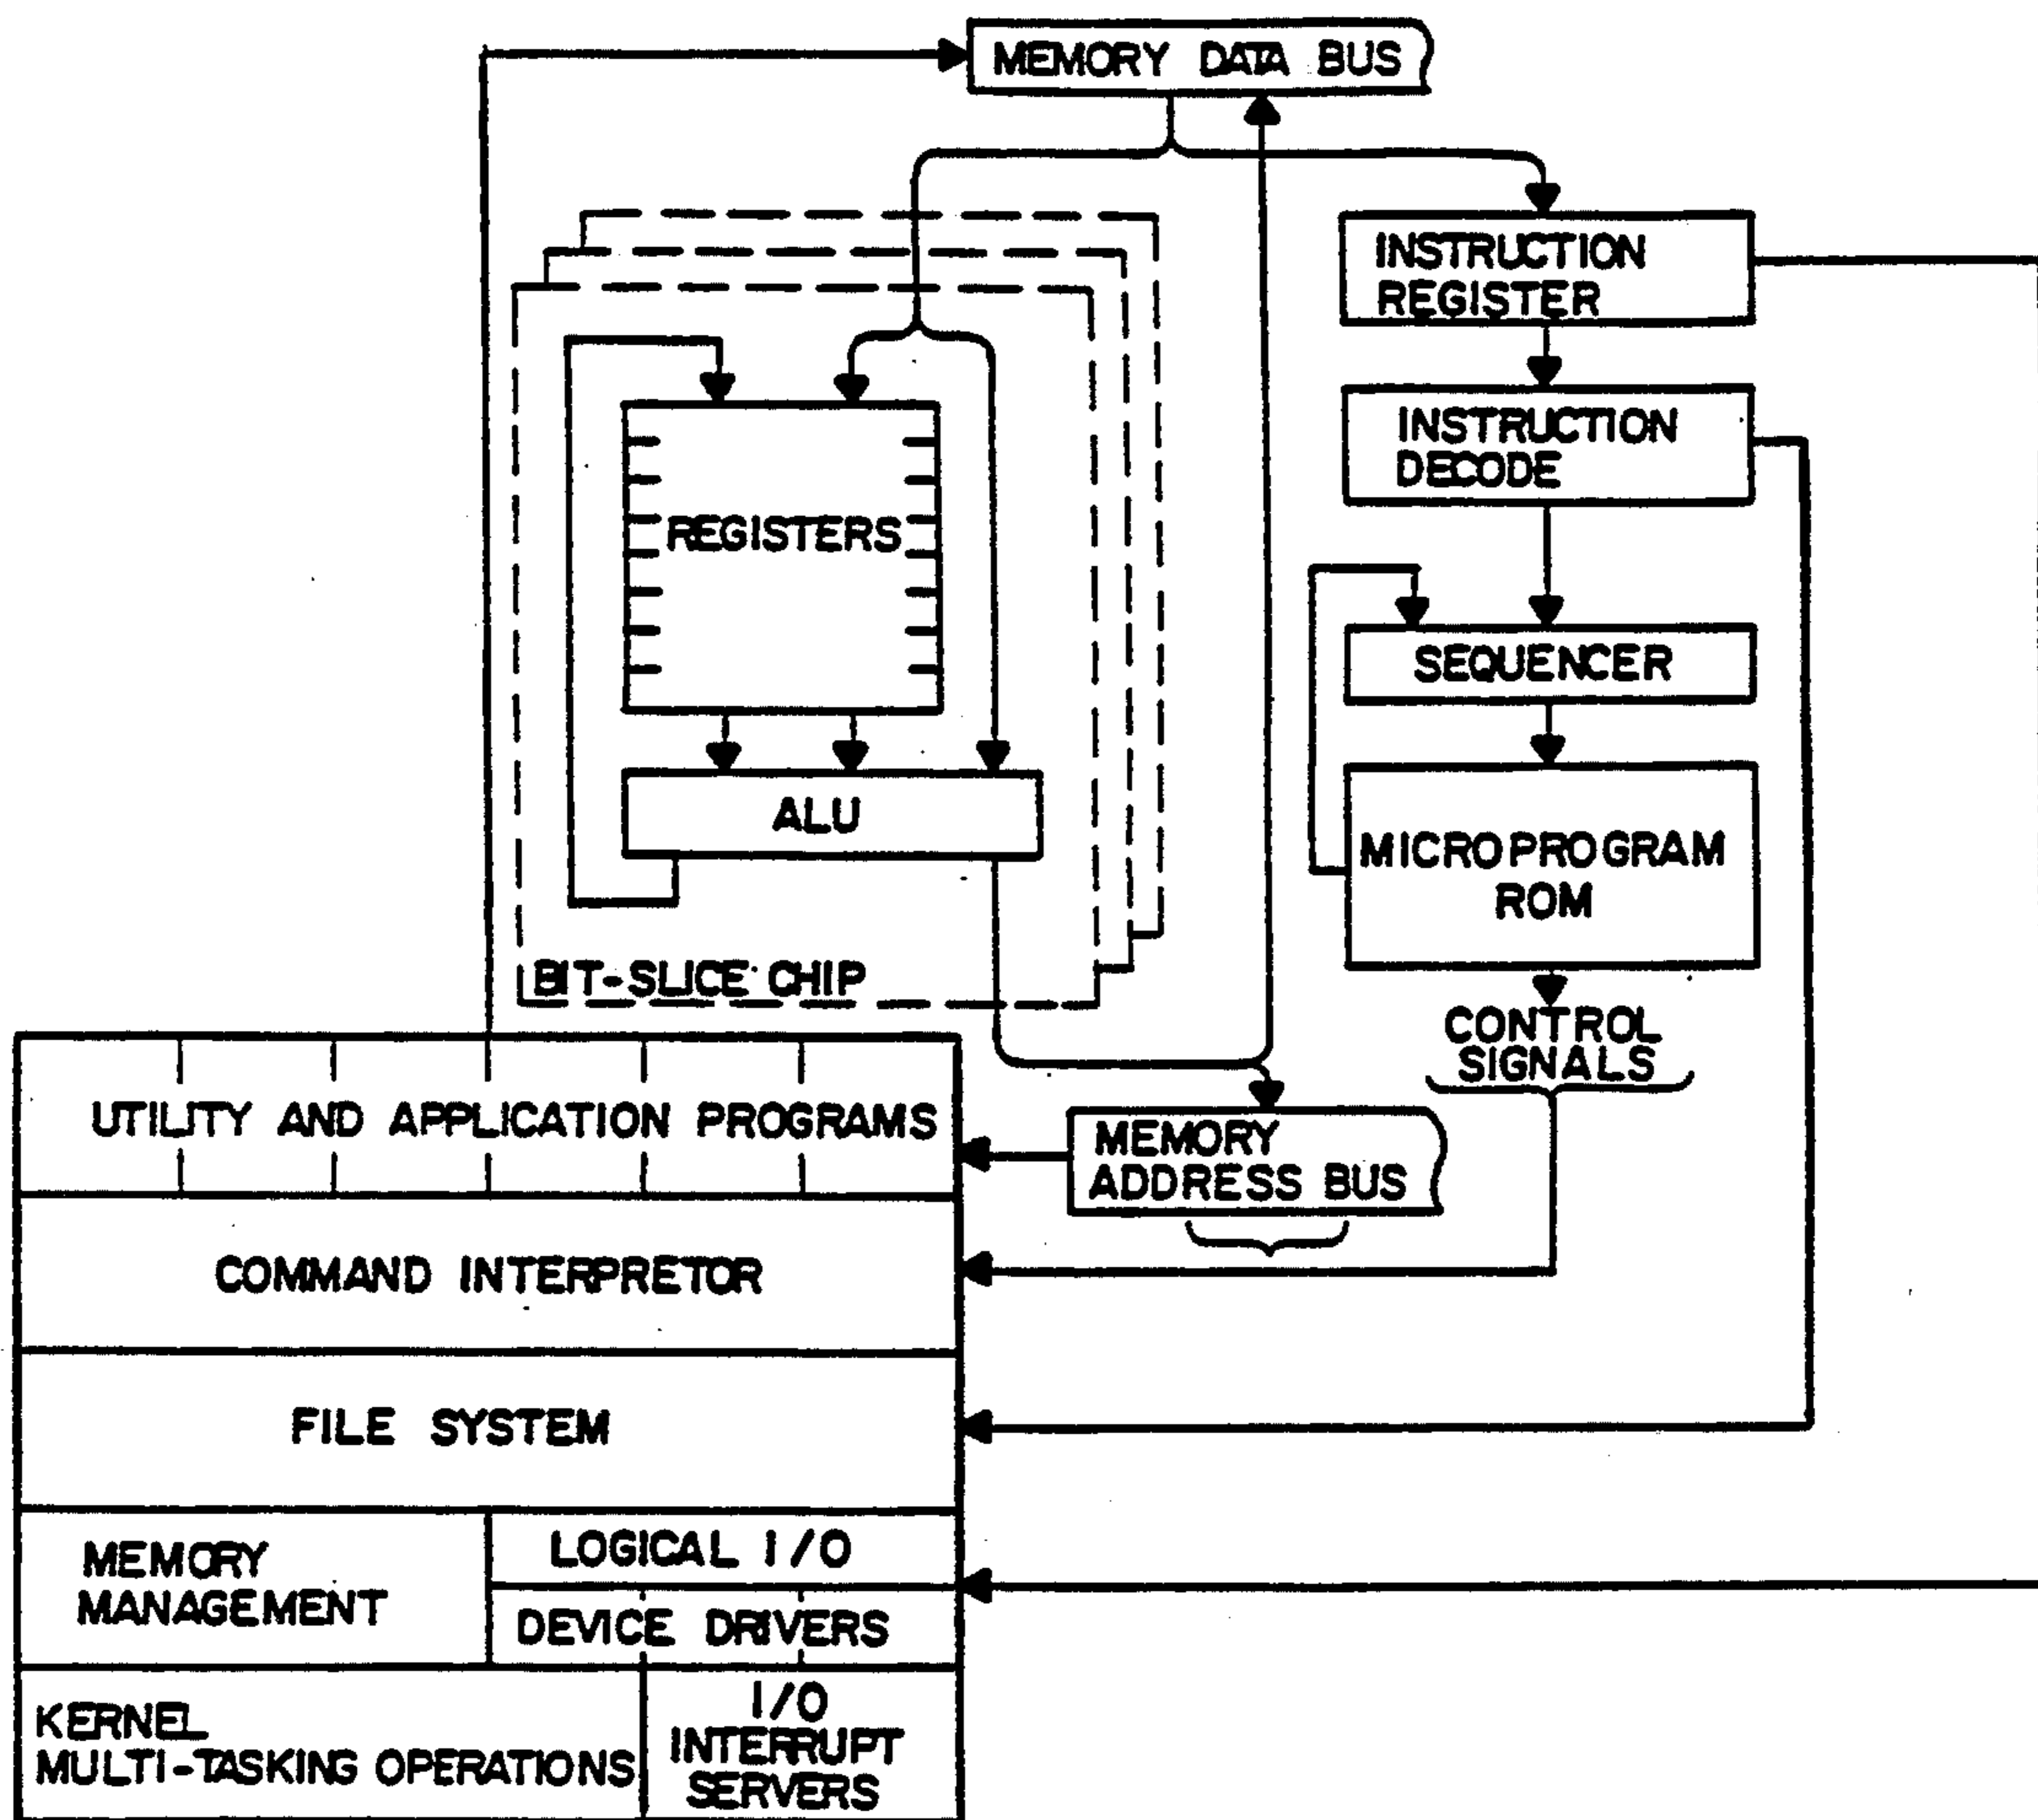 MEMORY DATA BUS
INSTRUCTION
REGISTER
INSTRUCTION
DECODE
REGISTERS
SEQUENCER
ALU
MICROPROGRAM
ROM
BIT-SLICE CHIP
CONTROL
SIGNALS
UTILITY AND APPLICATION PROGRAMS
MEMORY
ADDRESS BUS
COMMAND INTERPRETOR
FILE SYSTEM
MEMORY
MANAGEMENT
LOGICAL I/O
DEVICE DRIVERS
KERNEL
MULTI-TASKING OPERATIONS
I/O
INTERRUPT
SERVERS